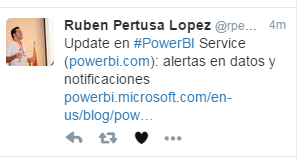 Ruben Pertusa Lopez @rpe... 4m
Update en #PowerBI Service
(powerbi.com): alertas en datos y
notificaciones
powerbi.microsoft.com/en-
us/blog/pow...